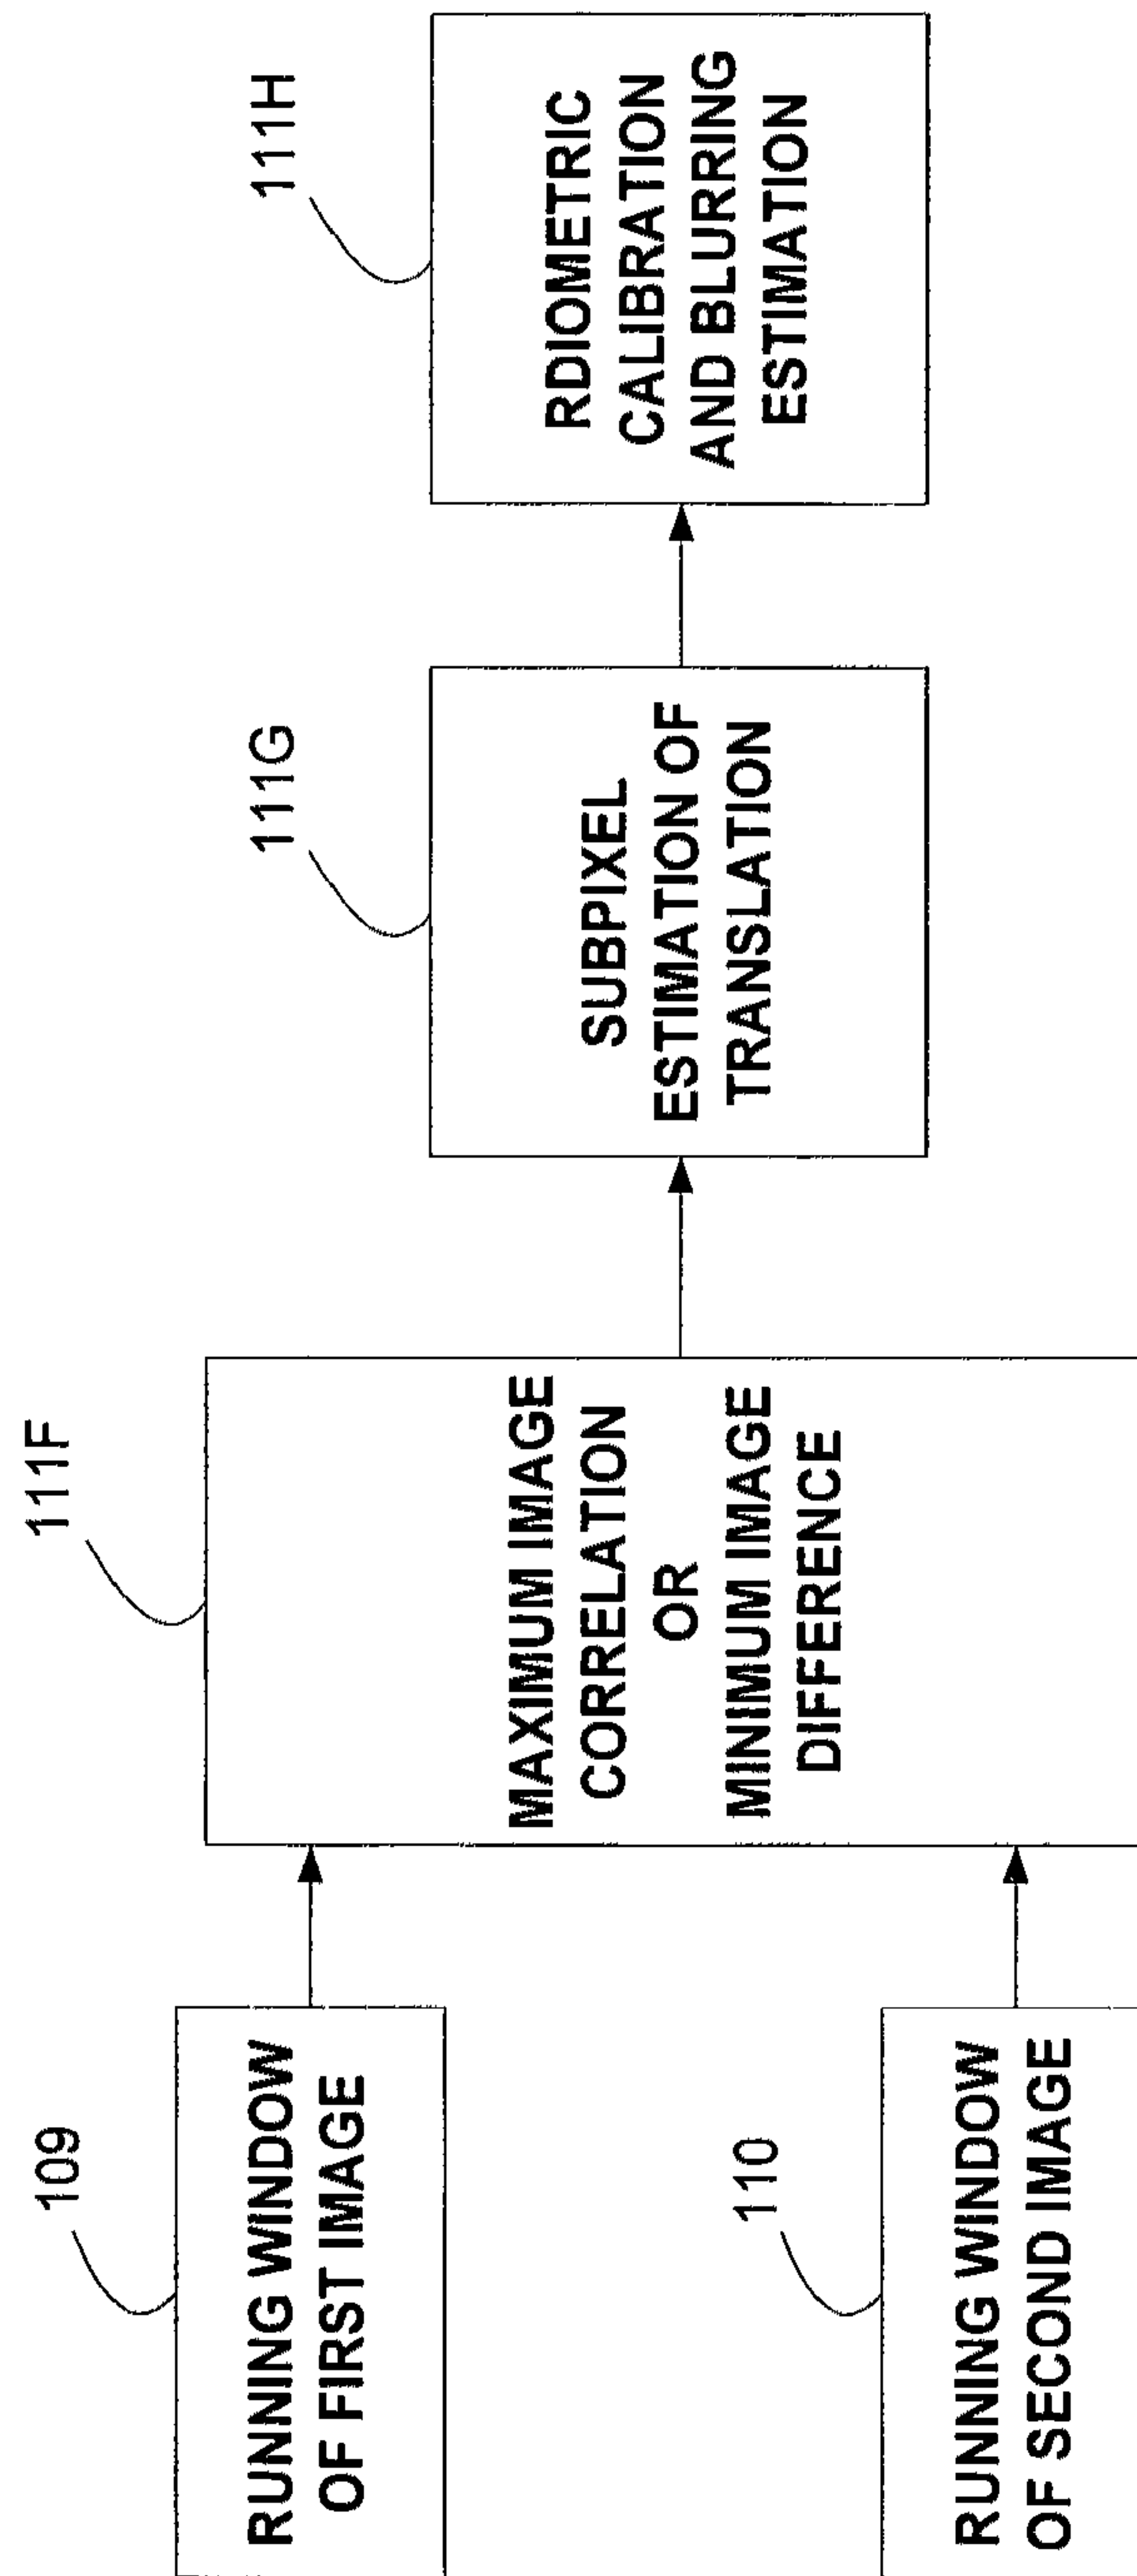 109
RUNNING WINDOW
OF FIRST IMAGE
110
RUNNING WINDOW
OF SECOND IMAGE
111F
MAXIMUM IMAGE
CORRELATION
OR
MINIMUM IMAGE
DIFFERENCE
111G
SUBPIXEL
ESTIMATION OF
TRANSLATION
111H
RDIOMETRIC
CALIBRATION
AND BLURRING
ESTIMATION